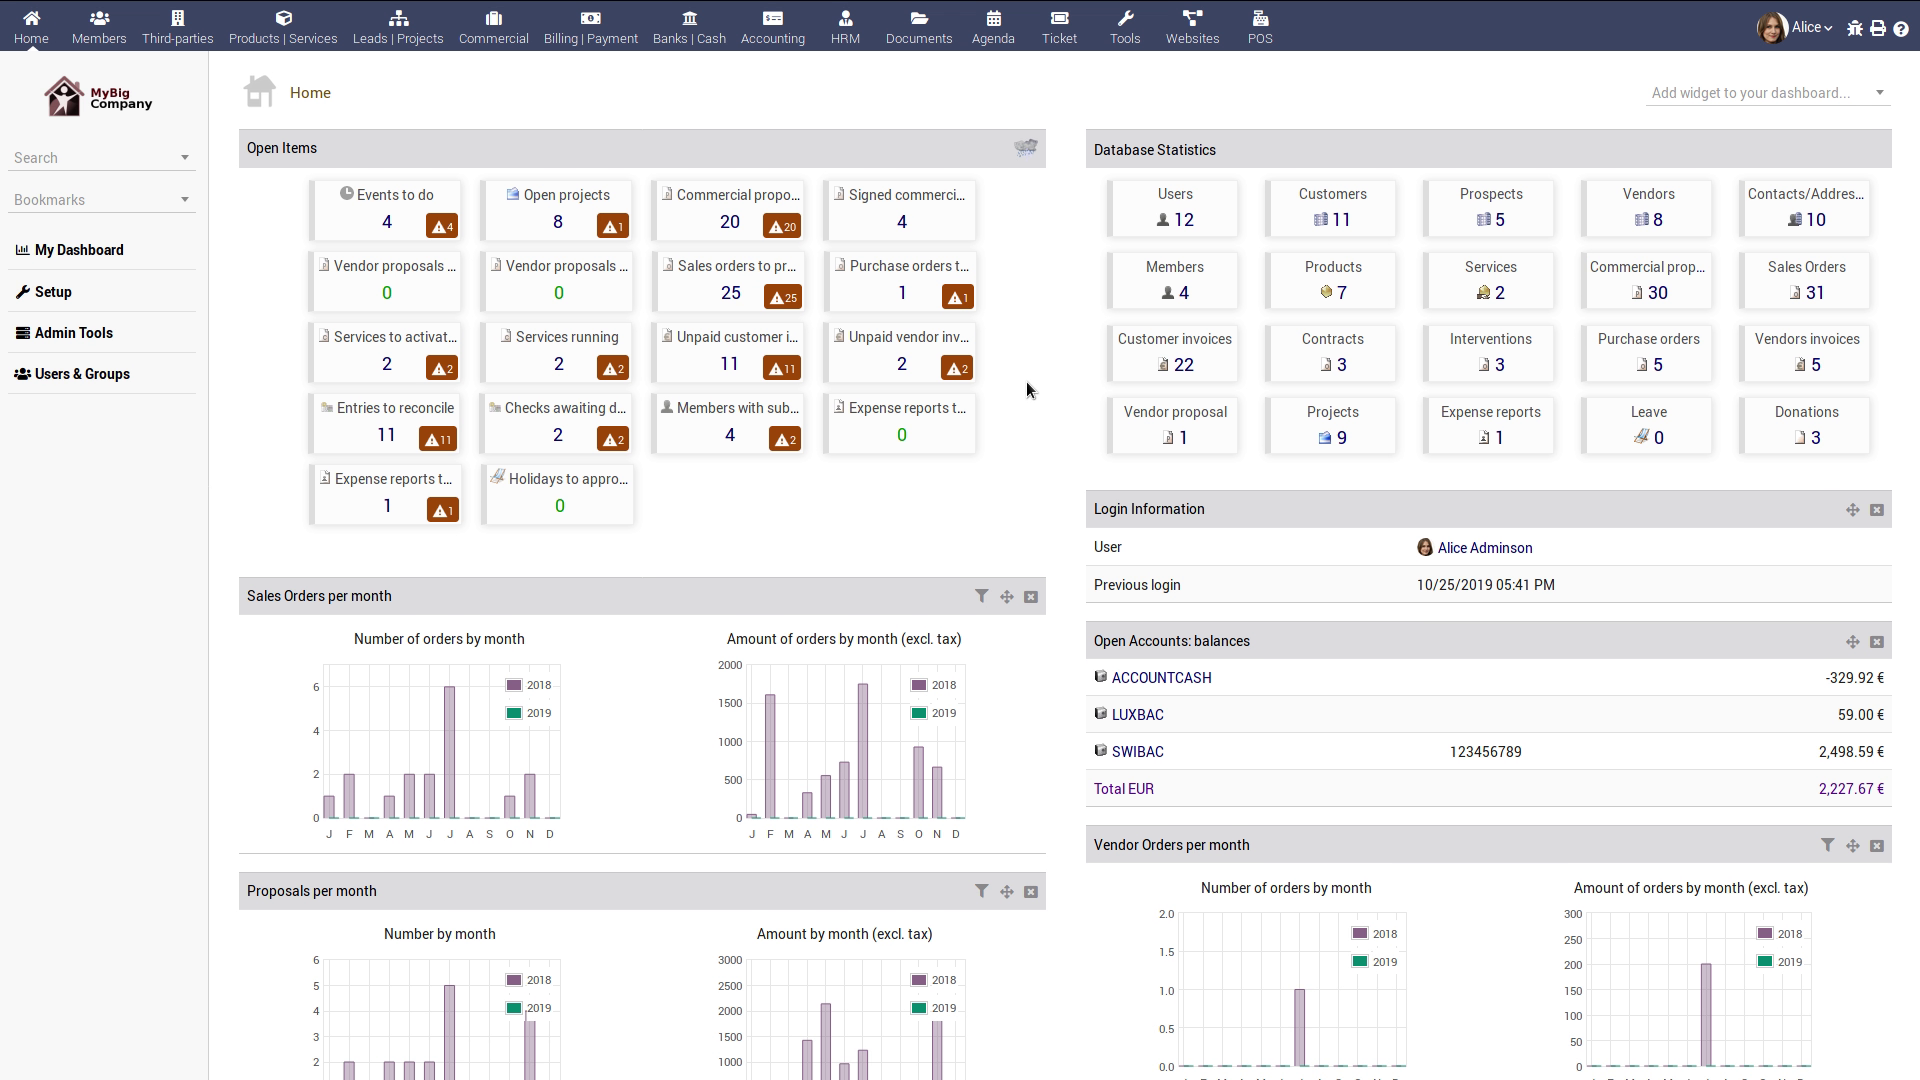 Home
Members
Third-parties
Products | Services
Leads | Projects
Commercial
Billing | Payment
Banks | Cash
Accounting
HRM
Documents
Agenda
Ticket
Tools
Websites
POS
Alice
MyBig
Company
Search
Bookmarks
My Dashboard
Setup
Admin Tools
Users & Groups
Home
Add widget to your dashboard...
Open Items
Events to do
4
4
Open projects
8
1
Commercial propo...
20
20
Signed commerci...
4
Vendor proposals ...
0
Vendor proposals ...
0
Sales orders to pr...
25
25
Purchase orders t...
1
1
Services to activat...
2
2
Services running
2
2
Unpaid customer i...
11
11
Unpaid vendor inv...
2
2
Entries to reconcile
11
11
Checks awaiting d...
2
2
Members with sub...
4
2
Expense reports t...
0
Expense reports t...
1
1
Holidays to appro...
0
Database Statistics
Users
12
Customers
11
Prospects
5
Vendors
8
Contacts/Addres...
10
Members
4
Products
7
Services
2
Commercial prop...
30
Sales Orders
31
Customer invoices
22
Contracts
3
Interventions
3
Purchase orders
5
Vendors invoices
5
Vendor proposal
1
Projects
9
Expense reports
1
Leave
0
Donations
3
Login Information
User
Alice Adminson
Previous login
10/25/2019 05:41 PM
Open Accounts: balances
ACCOUNTCASH
-329.92 €
LUXBAC
59.00 €
SWIBAC 123456789 2,498.59 €
Total EUR
2,227.67 €
Sales Orders per month
Number of orders by month
6
4
2
0
J F M A M J J A S O N D
2018
2019
Amount of orders by month (excl. tax)
2000
1500
1000
500
0
J F M A M J J A S O N D
2018
2019
Proposals per month
Number by month
6
5
4
3
2
2018
2019
Amount by month (excl. tax)
3000
2500
2000
1500
1000
2018
2019
Vendor Orders per month
Number of orders by month
2.0
1.5
1.0
0.5
0.0
2018
2019
Amount of orders by month (excl. tax)
300
250
200
150
100
50
0
2018
2019